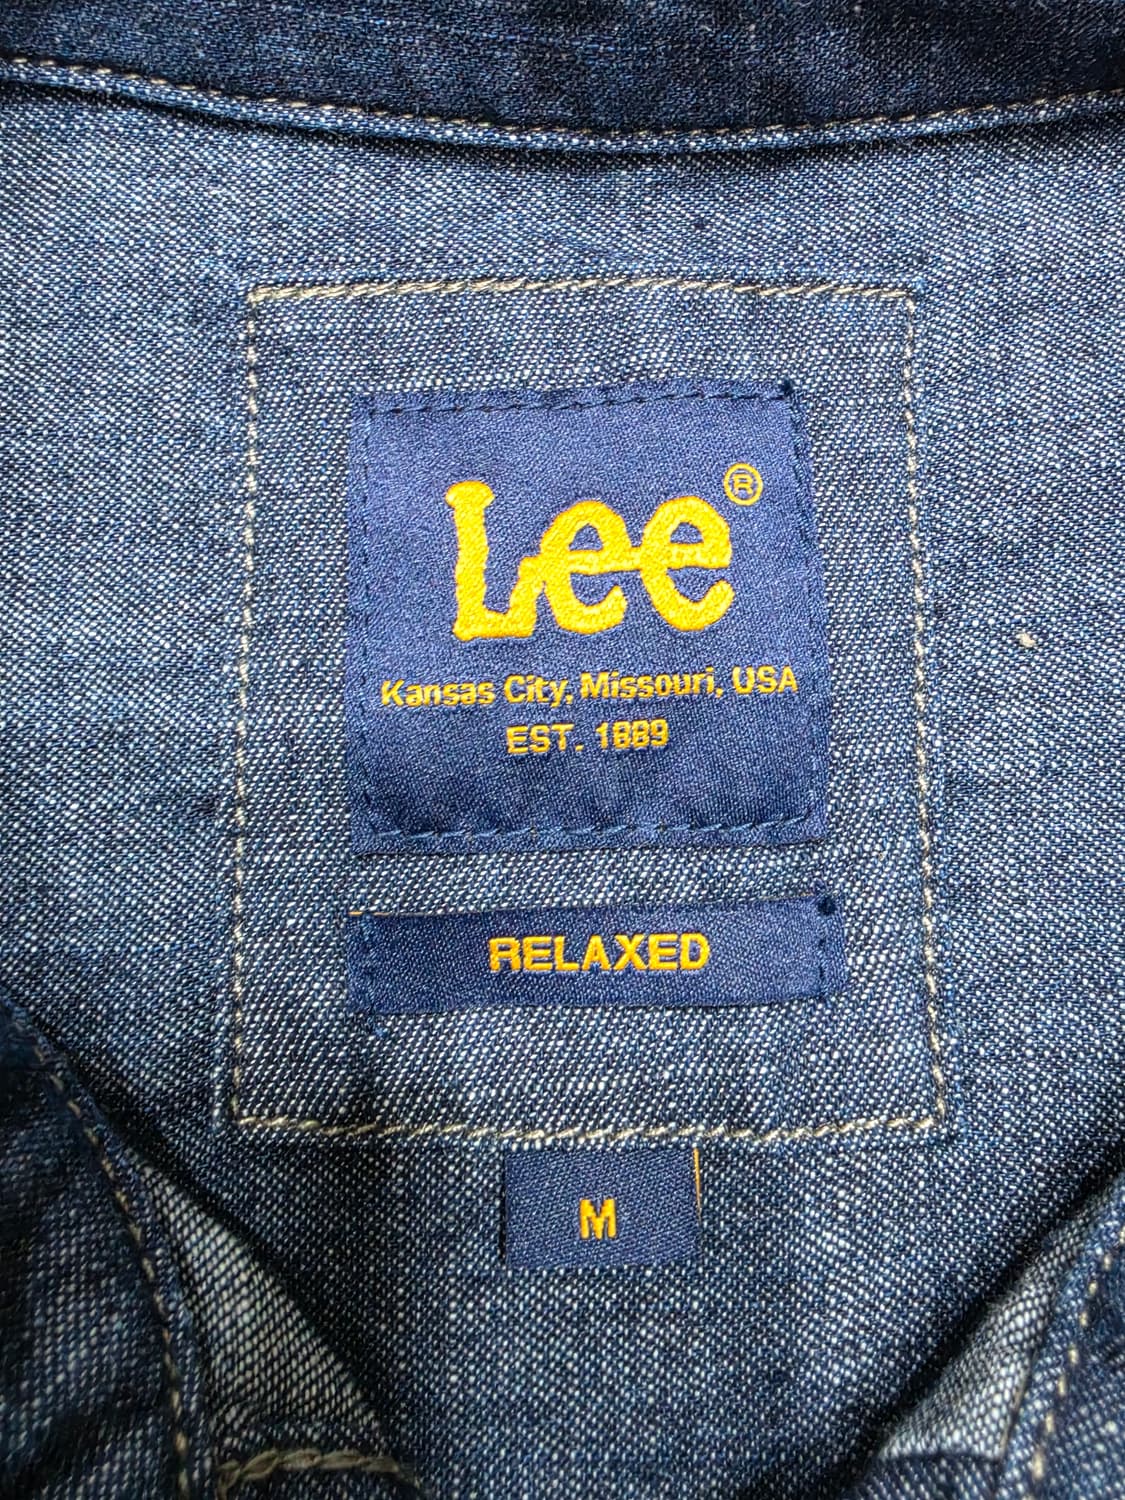 Lee®
Kansas City, Missouri, USA
EST. 1889
RELAXED
M